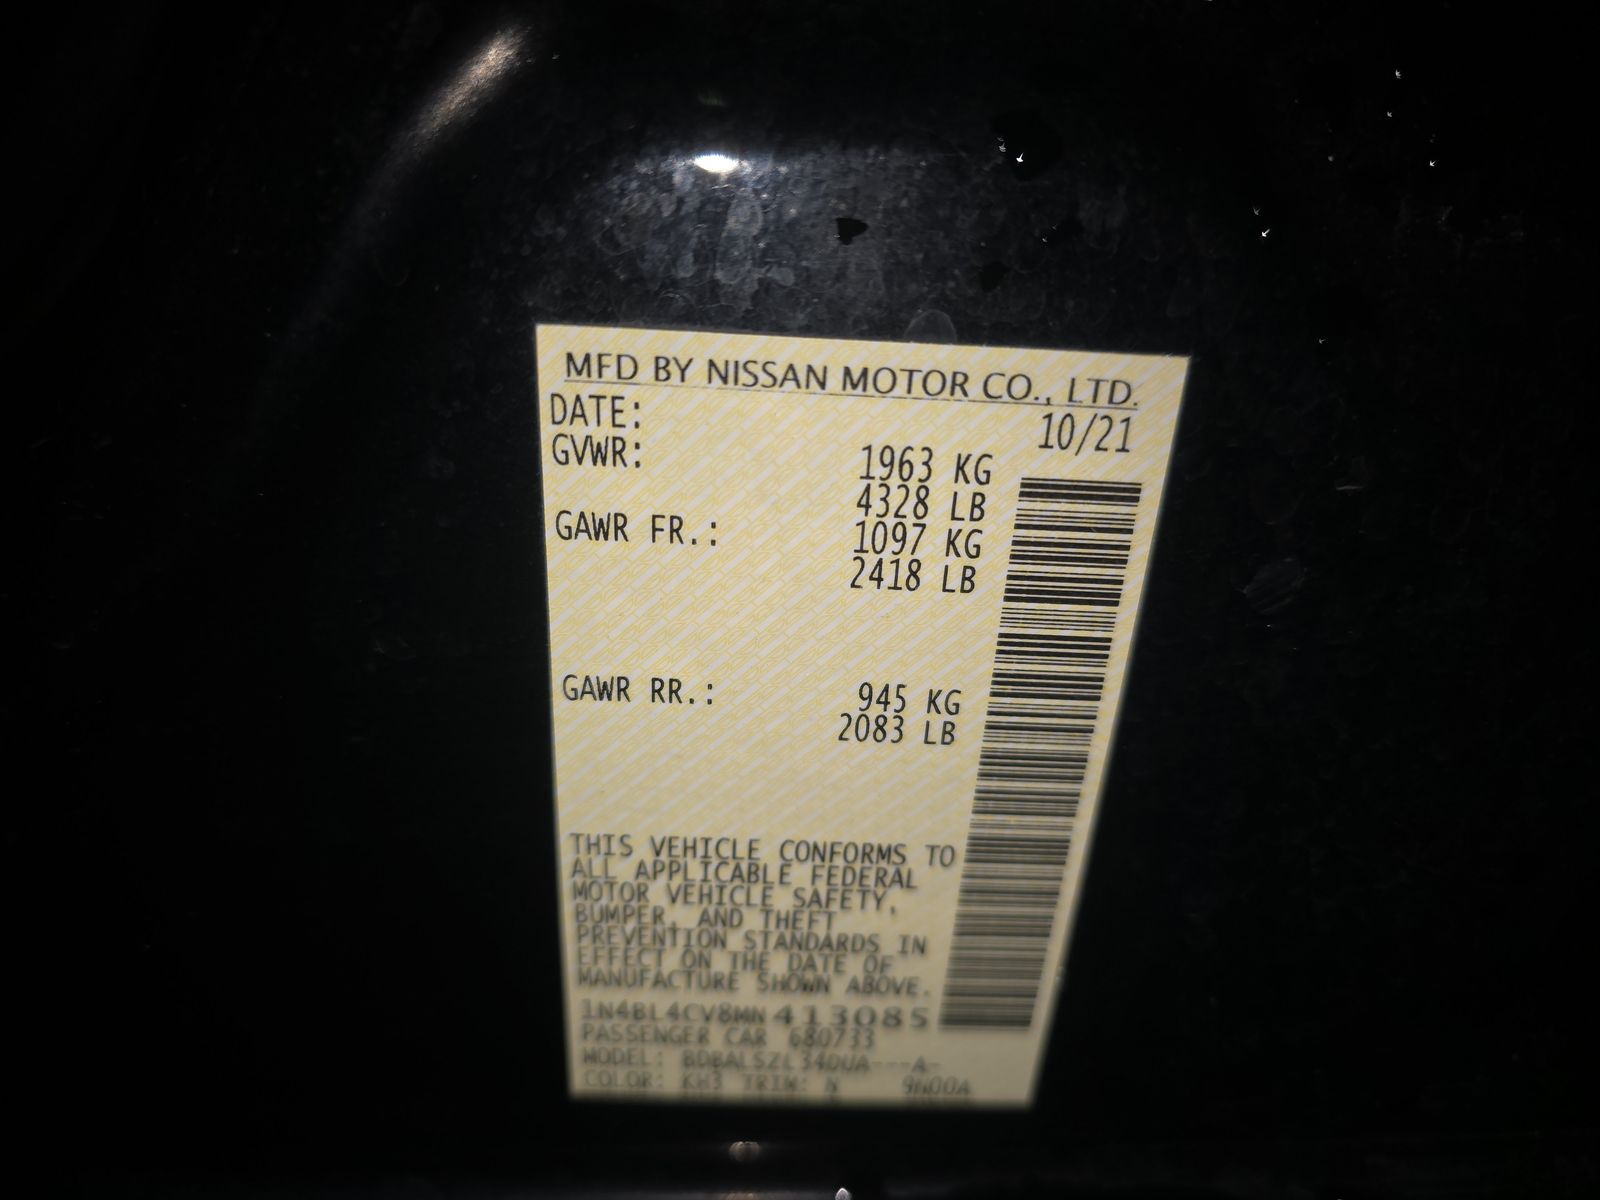 MFD BY NISSAN MOTOR CO., LTD.
DATE: 10/21
GVWR: 1963 KG
4328 LB
GAWR FR.: 1097 KG
2418 LB
GAWR RR.: 945 KG
2083 LB
THIS VEHICLE CONFORMS TO
ALL APPLICABLE FEDERAL
MOTOR VEHICLE SAFETY,
BUMPER, AND THEFT
PREVENTION STANDARDS IN
EFFECT ON THE DATE OF
MANUFACTURE SHOWN ABOVE.
1N4BL4CV8MN413085
PASSENGER CAR 680733
MODEL:
COLOR: KH3 TRIM: